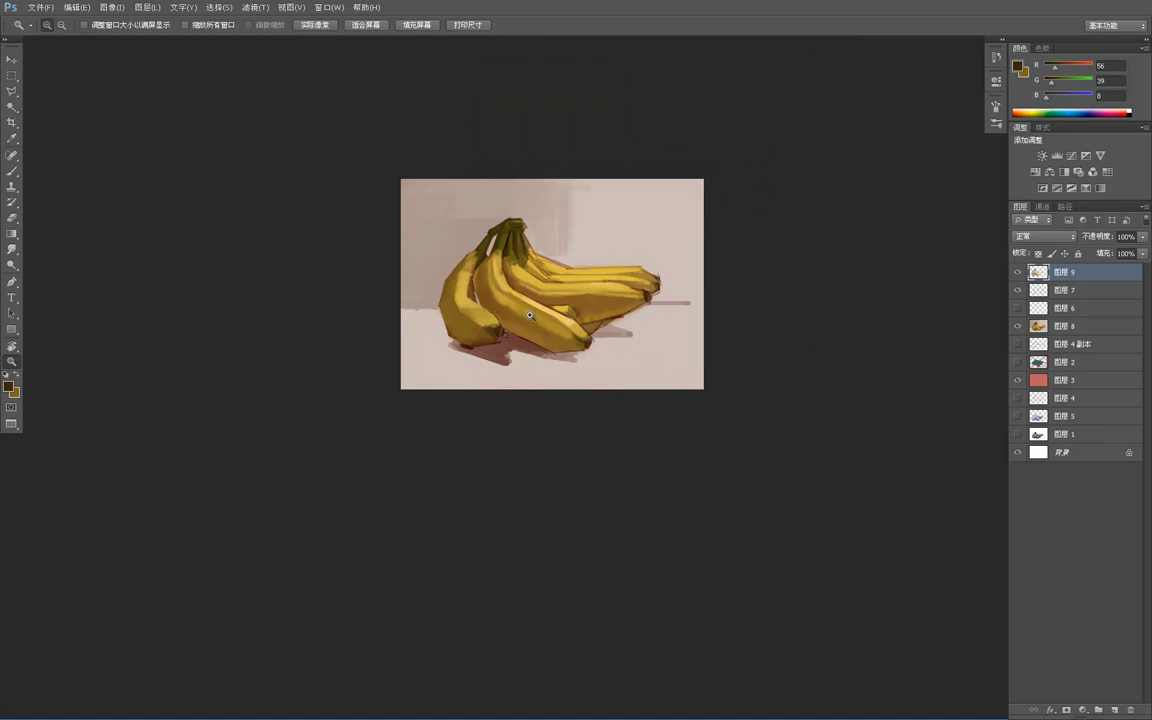 Ps 文件(F) 编辑(E) 图像(I) 图层(L) 文字(Y) 选择(S) 滤镜(T) 视图(V) 窗口(W) 帮助(H)
调整窗口大小以满屏显示 缩放所有窗口 细微缩放 实际像素 适合屏幕 填充屏幕 打印尺寸 基本功能
颜色 色板
R 56
G 39
B 8
调整 样式
添加调整
图层 通道 路径
类型
正常 不透明度: 100%
锁定: 填充: 100%
图层 9
图层 7
图层 6
图层 8
图层 4 副本
图层 2
图层 3
图层 4
图层 5
图层 1
背景
fx